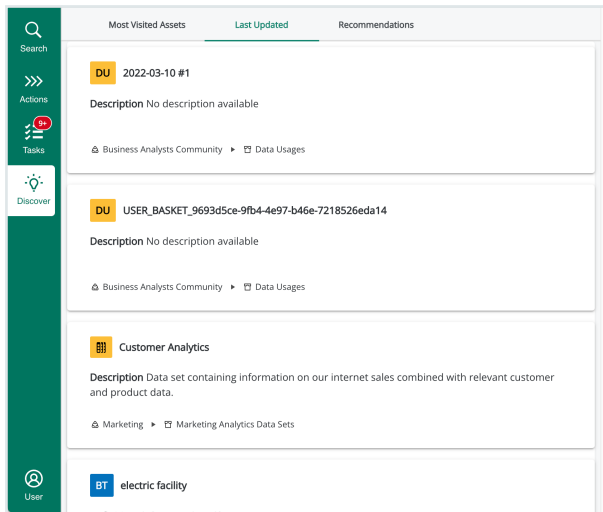 Search
Actions
9+
Tasks
Discover
User
Most Visited Assets Last Updated Recommendations
DU 2022-03-10 #1
Description No description available
Business Analysts Community Data Usages
DU USER_BASKET_9693d5ce-9fb4-4e97-b46e-7218526eda14
Description No description available
Business Analysts Community Data Usages
Customer Analytics
Description Data set containing information on our internet sales combined with relevant customer
and product data.
Marketing Marketing Analytics Data Sets
BT electric facility